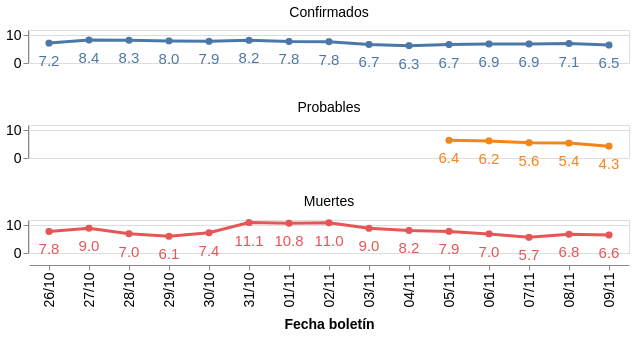 Confirmados
10
0
7.2 8.4 8.3 8.0 7.9 8.2 7.8 7.8 6.7 6.3 6.7 6.9 6.9 7.1 6.5
Probables
10
0
6.4 6.2 5.6 5.4 4.3
Muertes
10
0
7.8 9.0 7.0 6.1 7.4 11.1 10.8 11.0 9.0 8.2 7.9 7.0 5.7 6.8 6.6
26/10 27/10 28/10 29/10 30/10 31/10 01/11 02/11 03/11 04/11 05/11 06/11 07/11 08/11 09/11
Fecha boletín